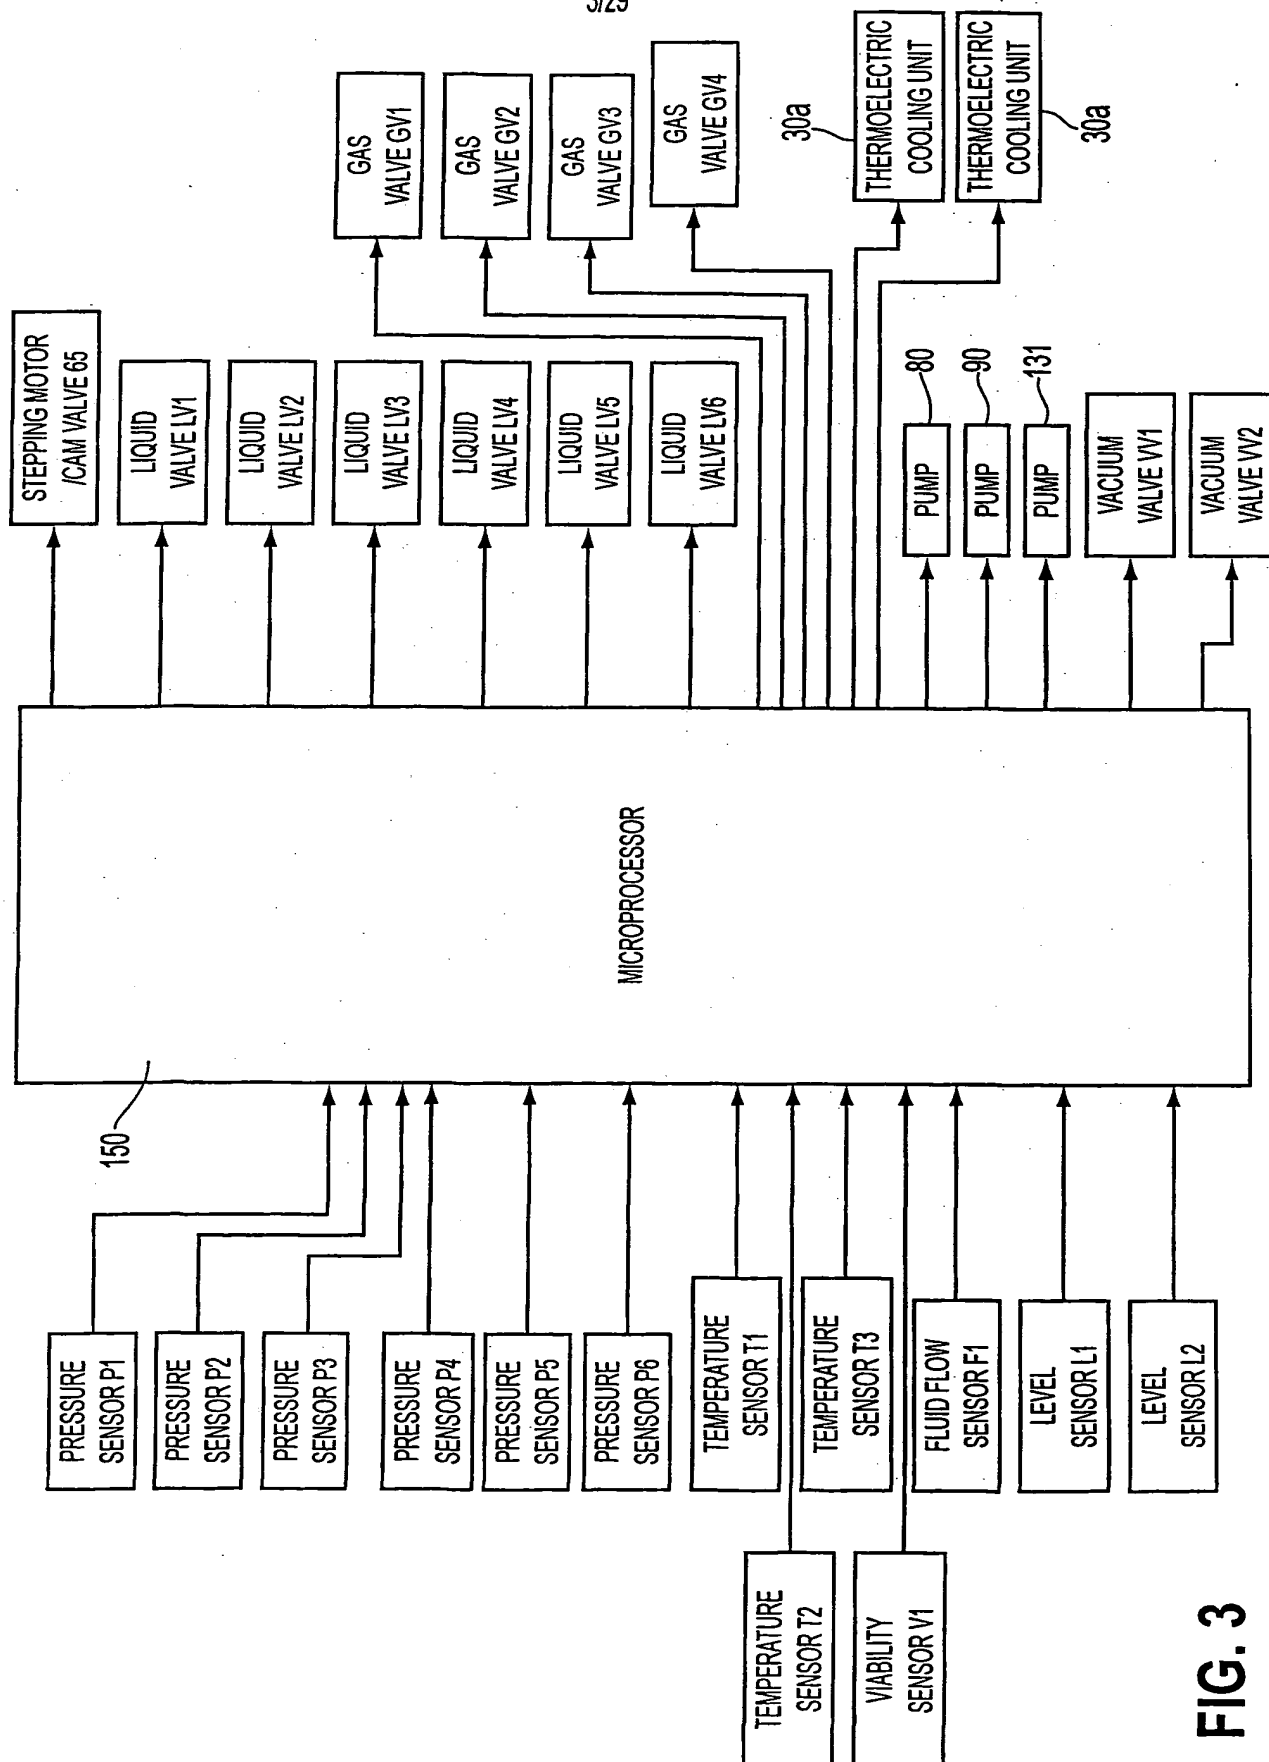 3/29
STEPPING MOTOR
/CAM VALVE 65
LIQUID
VALVE LV1
LIQUID
VALVE LV2
LIQUID
VALVE LV3
LIQUID
VALVE LV4
LIQUID
VALVE LV5
LIQUID
VALVE LV6
GAS
VALVE GV1
GAS
VALVE GV2
GAS
VALVE GV3
GAS
VALVE GV4
30a
THERMOELECTRIC
COOLING UNIT
THERMOELECTRIC
COOLING UNIT
30a
PUMP
80
PUMP
90
PUMP
131
VACUUM
VALVE VV1
VACUUM
VALVE VV2
MICROPROCESSOR
150
PRESSURE
SENSOR P1
PRESSURE
SENSOR P2
PRESSURE
SENSOR P3
PRESSURE
SENSOR P4
PRESSURE
SENSOR P5
PRESSURE
SENSOR P6
TEMPERATURE
SENSOR T1
TEMPERATURE
SENSOR T3
FLUID FLOW
SENSOR F1
LEVEL
SENSOR L1
LEVEL
SENSOR L2
TEMPERATURE
SENSOR T2
VIABILITY
SENSOR V1
FIG. 3